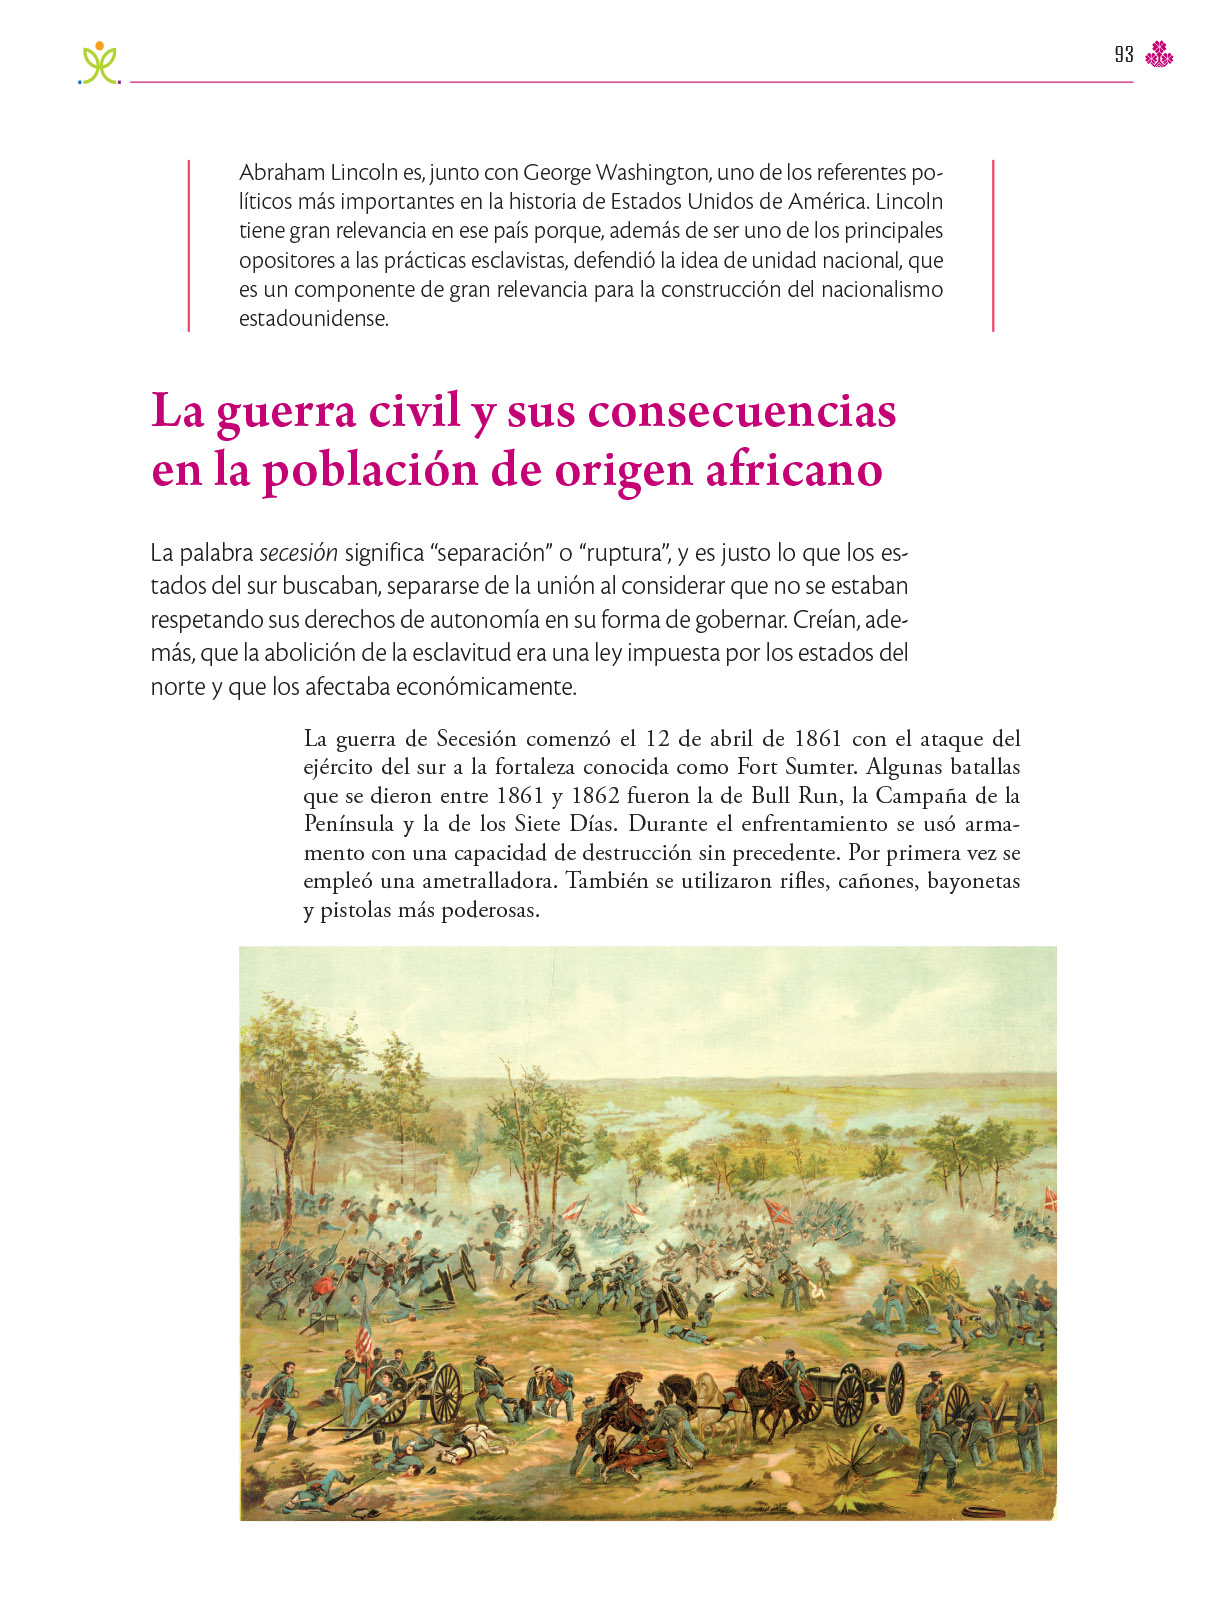 93
Abraham Lincoln es, junto con George Washington, uno de los referentes po-
líticos más importantes en la historia de Estados Unidos de América. Lincoln
tiene gran relevancia en ese país porque, además de ser uno de los principales
opositores a las prácticas esclavistas, defendió la idea de unidad nacional, que
es un componente de gran relevancia para la construcción del nacionalismo
estadounidense.
La guerra civil y sus consecuencias
en la población de origen africano
La palabra secesión significa “separación” o “ruptura”, y es justo lo que los es-
tados del sur buscaban, separarse de la unión al considerar que no se estaban
respetando sus derechos de autonomía en su forma de gobernar. Creían, ade-
más, que la abolición de la esclavitud era una ley impuesta por los estados del
norte y que los afectaba económicamente.
La guerra de Secesión comenzó el 12 de abril de 1861 con el ataque del
ejército del sur a la fortaleza conocida como Fort Sumter. Algunas batallas
que se dieron entre 1861 y 1862 fueron la de Bull Run, la Campaña de la
Península y la de los Siete Días. Durante el enfrentamiento se usó arma-
mento con una capacidad de destrucción sin precedente. Por primera vez se
empleó una ametralladora. También se utilizaron rifles, cañones, bayonetas
y pistolas más poderosas.